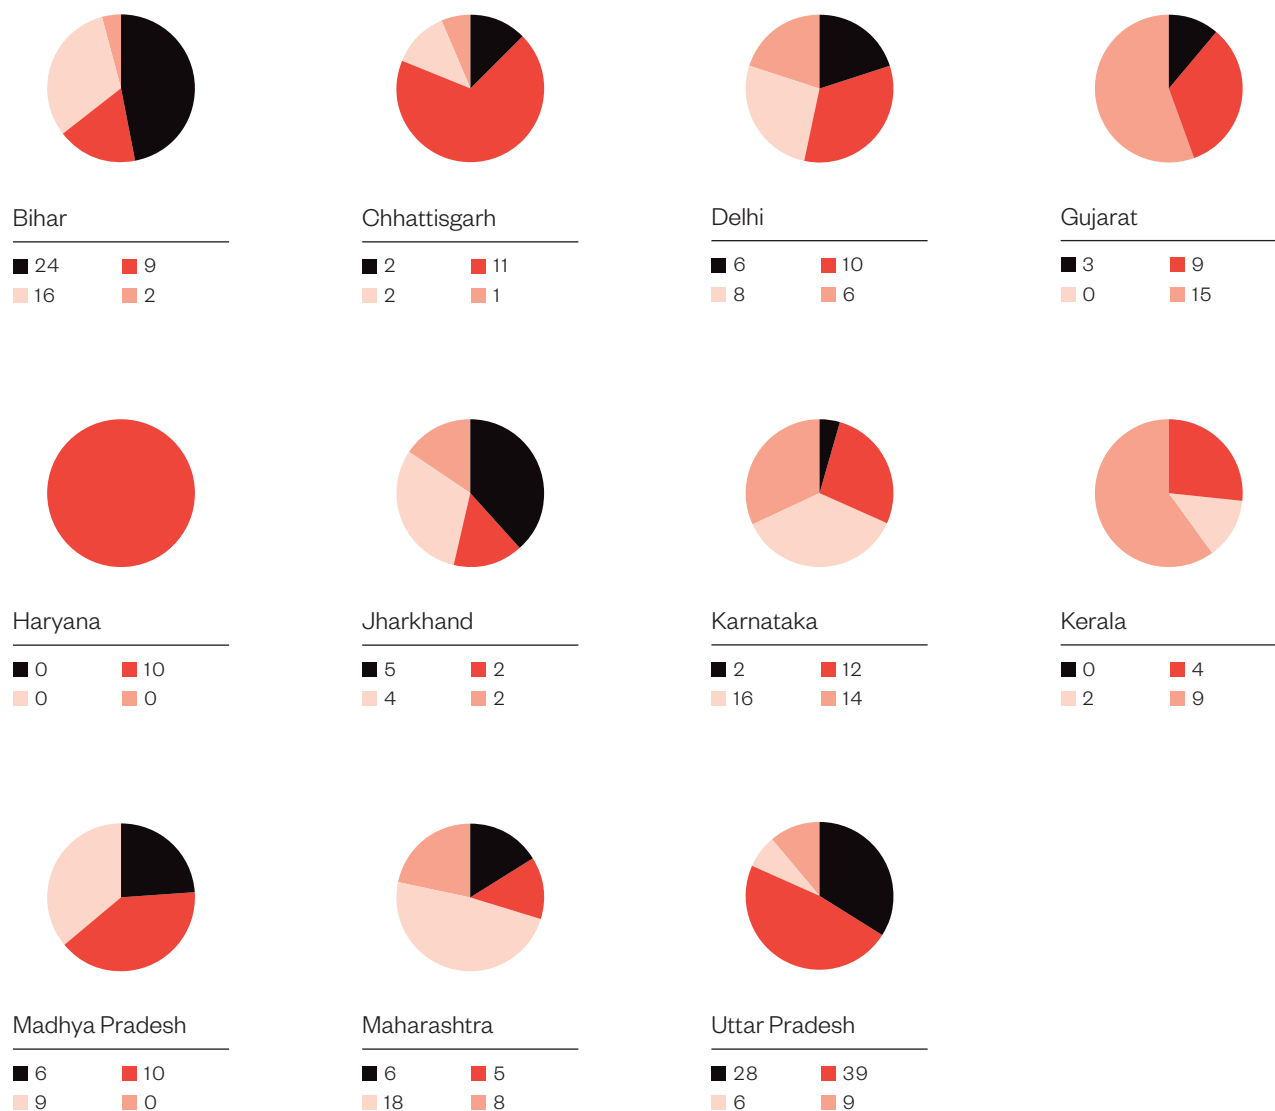 Bihar
24 9
16 2
Chhattisgarh
2 11
2 1
Delhi
6 10
8 6
Gujarat
3 9
0 15
Haryana
0 10
0 0
Jharkhand
5 2
4 2
Karnataka
2 12
16 14
Kerala
0 4
2 9
Madhya Pradesh
6 10
9 0
Maharashtra
6 5
18 8
Uttar Pradesh
28 39
6 9